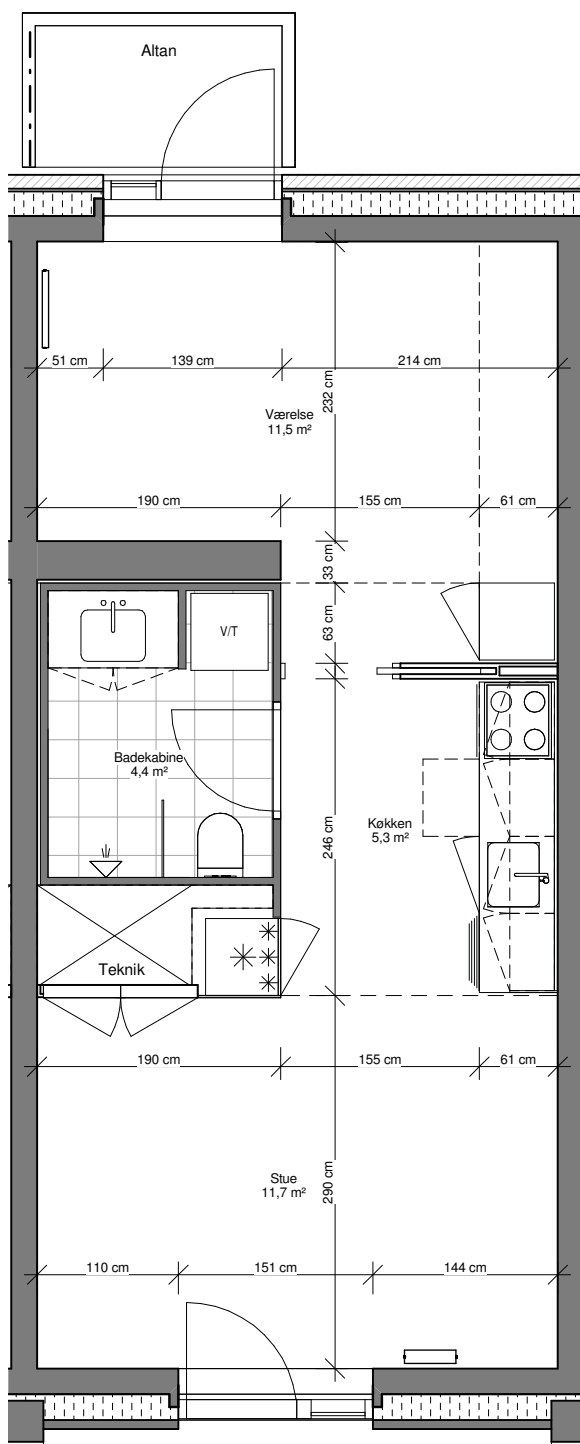 Altan
51 cm
139 cm
214 cm
232 cm
Værelse
11,5 m²
190 cm
155 cm
61 cm
33 cm
63 cm
V/T
Badekabine
4,4 m²
Køkken
5,3 m²
246 cm
Teknik
190 cm
155 cm
61 cm
Stue
11,7 m²
290 cm
110 cm
151 cm
144 cm